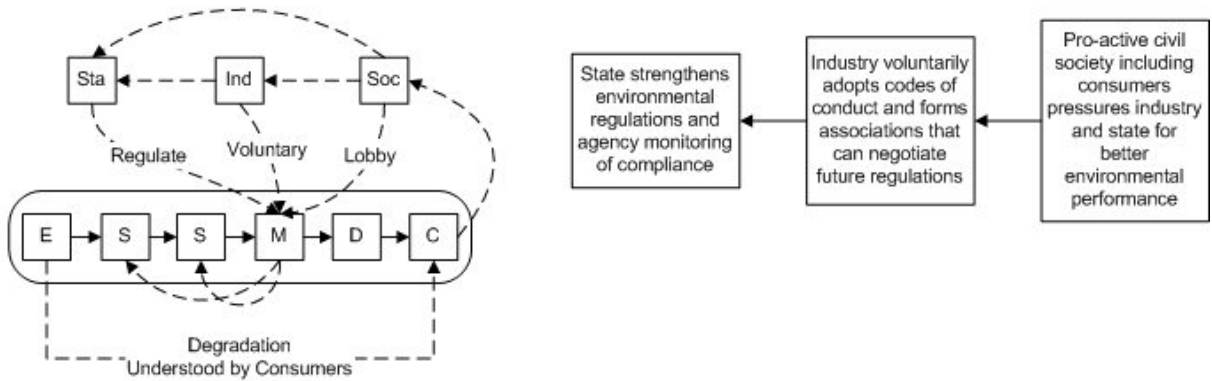 Sta
Ind
Soc
Regulate
Voluntary
Lobby
E
S
S
M
D
C
Degradation
Understood by Consumers
State strengthens
environmental
regulations and
agency monitoring
of compliance
Industry voluntarily
adopts codes of
conduct and forms
associations that
can negotiate
future regulations
Pro-active civil
society including
consumers
pressures industry
and state for
better
environmental
performance